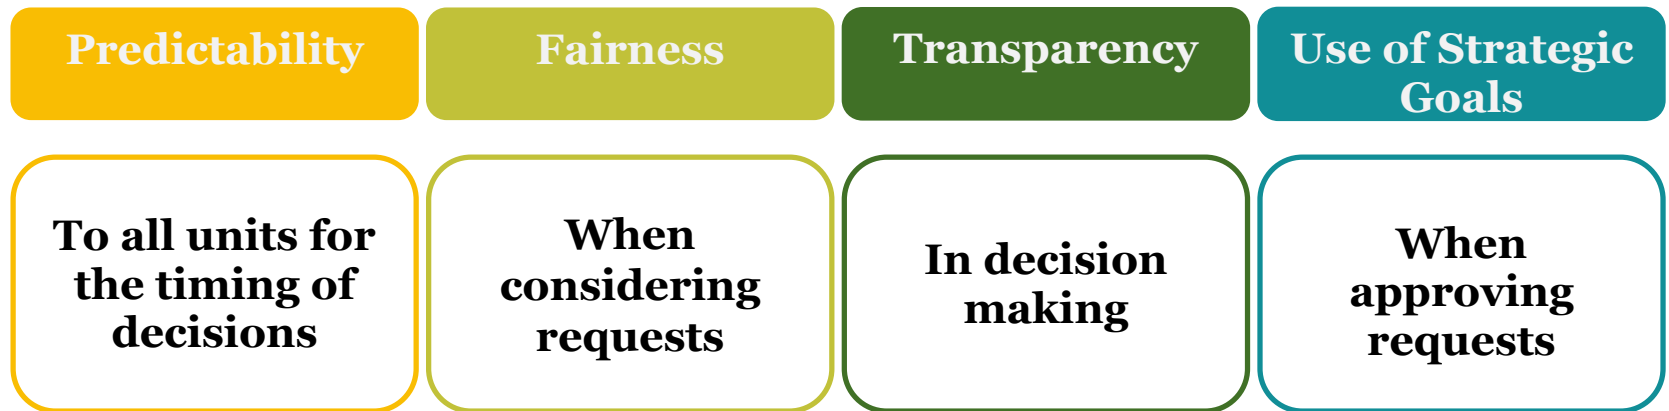 Predictability
Fairness
Transparency
Use of Strategic
Goals
To all units for
the timing of
decisions
When
considering
requests
In decision
making
When
approving
requests